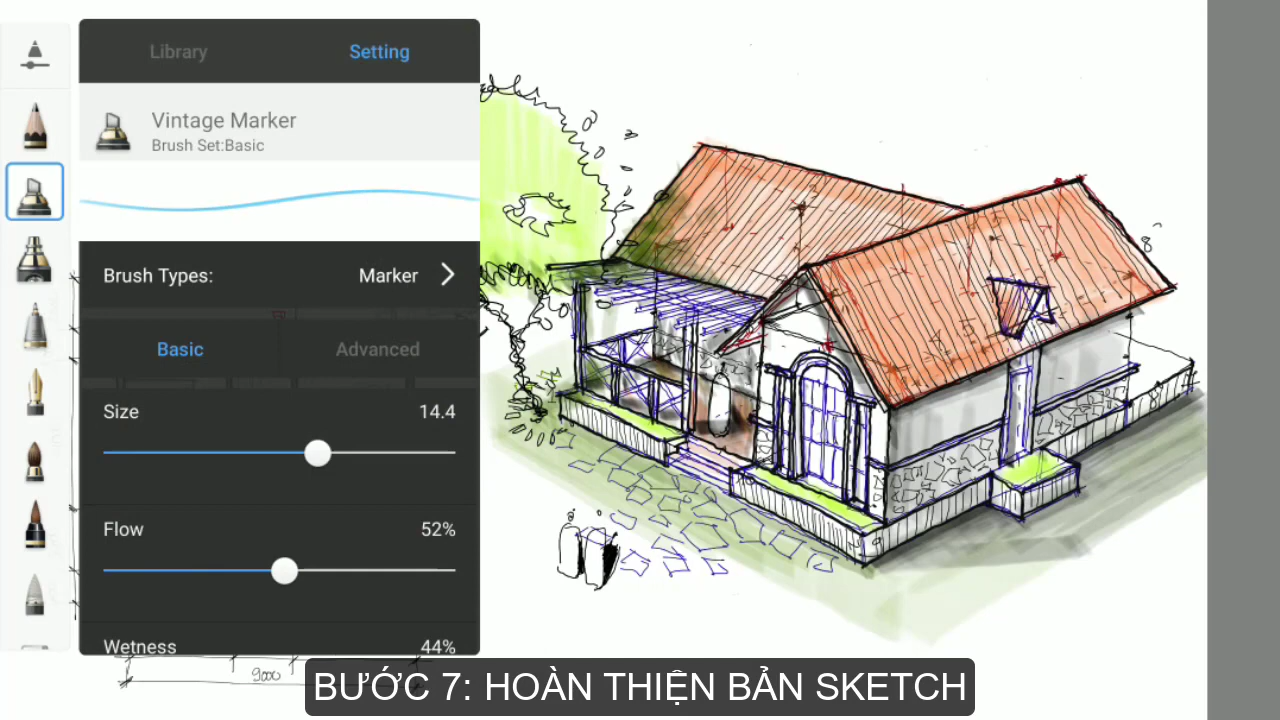 Library
Setting
Vintage Marker
Brush Set:Basic
Brush Types:
Marker
Basic
Advanced
Size
14.4
Flow
52%
Wetness
44%
9000
BƯỚC 7: HOÀN THIỆN BẢN SKETCH